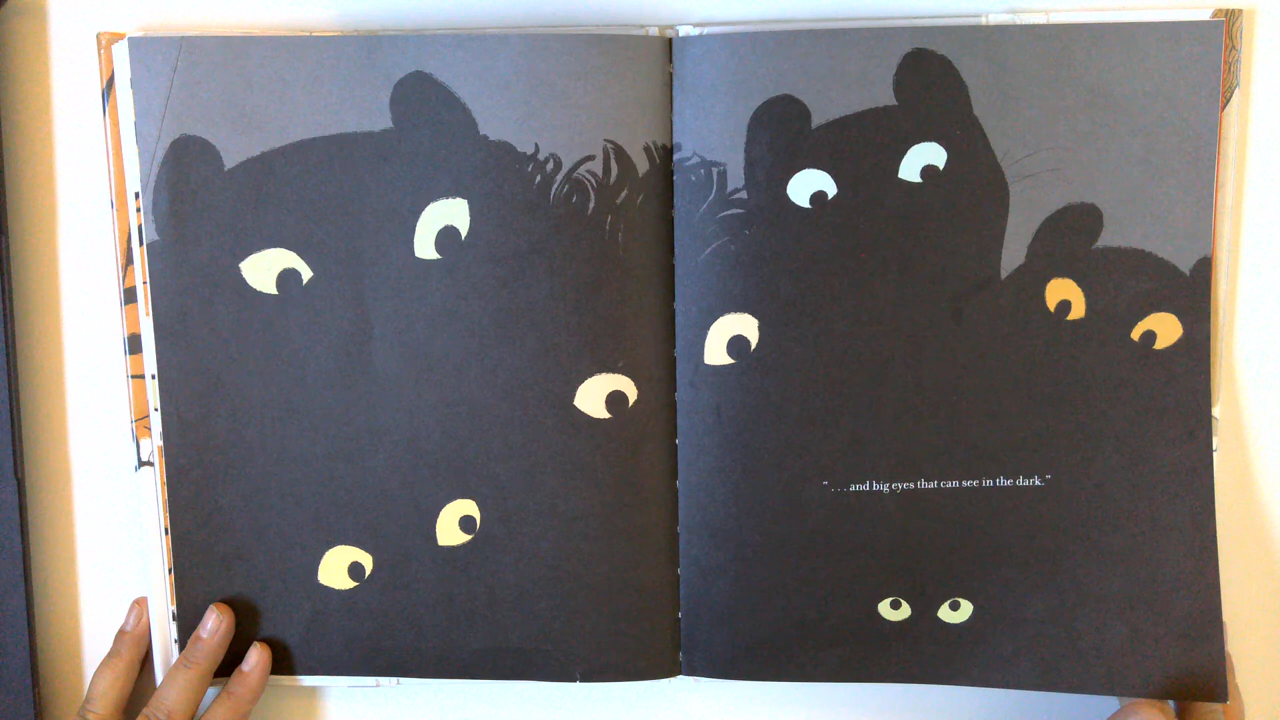 “ . . . and big eyes that can see in the dark.”